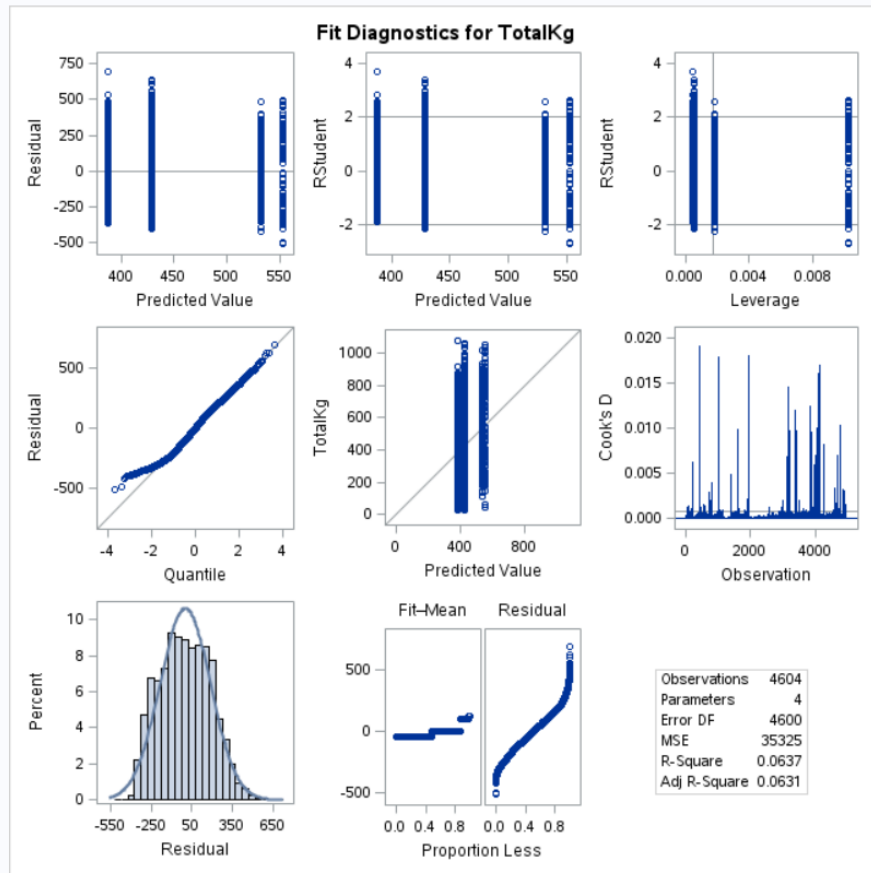 Fit Diagnostics for TotalKg
750
500
250
0
-250
-500
Residual
400 450 500 550
Predicted Value
4
2
0
-2
RStudent
400 450 500 550
Predicted Value
4
2
0
-2
RStudent
0.000 0.004 0.008
Leverage
500
0
-500
Residual
-4 -2 0 2 4
Quantile
1000
800
600
400
200
0
TotalKg
0 400 800
Predicted Value
0.020
0.015
0.010
0.005
0.000
Cook's D
0 2000 4000
Observation
10
8
6
4
2
0
Percent
-550 -250 50 350 650
Residual
Fit–Mean Residual
500
0
-500
0.0 0.4 0.8 0.0 0.4 0.8
Proportion Less
Observations 4604
Parameters 4
Error DF 4600
MSE 35325
R-Square 0.0637
Adj R-Square 0.0631